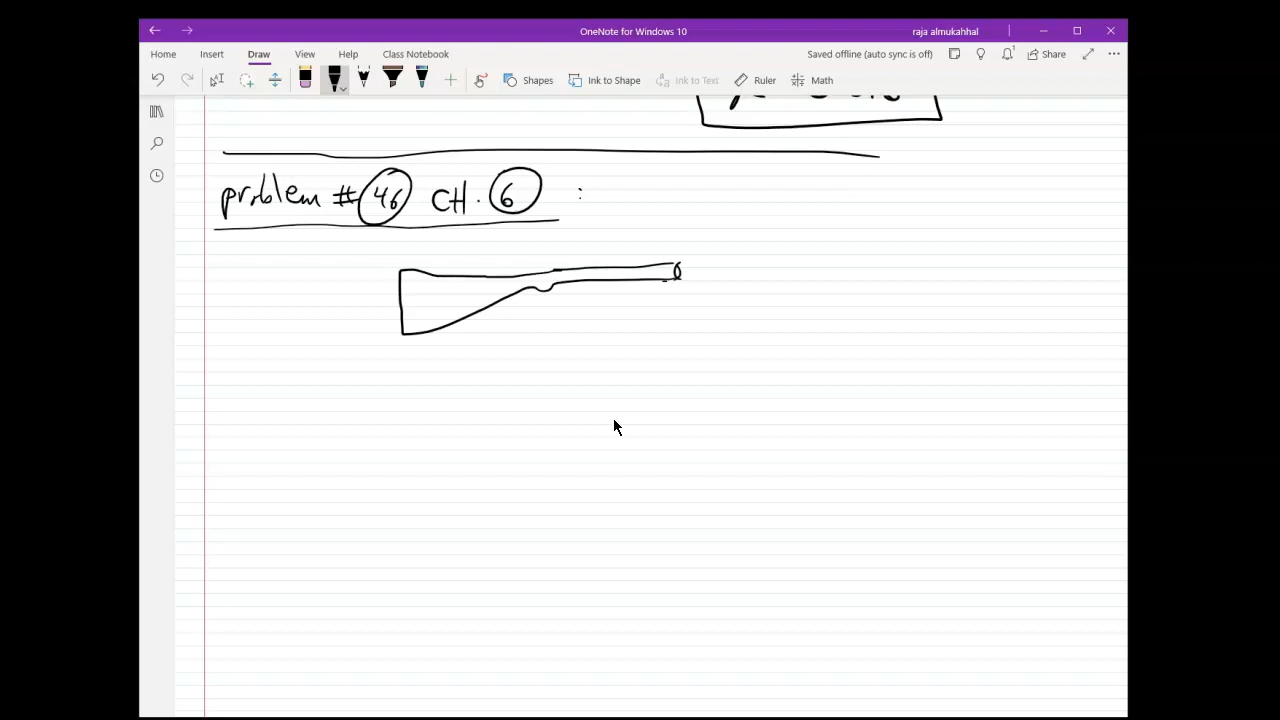 OneNote for Windows 10
raja almukahhal
Home Insert Draw View Help Class Notebook
Saved offline (auto sync is off)
Share
Shapes Ink to Shape Ink to Text Ruler Math
problem #46 CH. 6 :